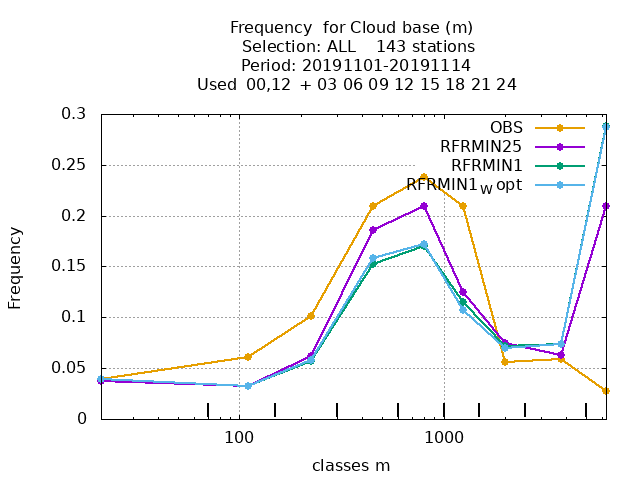 Frequency for Cloud base (m)
Selection: ALL 143 stations
Period: 20191101-20191114
Used 00,12 + 03 06 09 12 15 18 21 24
OBS
RFRMIN25
RFRMIN1
RFRMIN1w opt
0.3
0.25
0.2
0.15
0.1
0.05
0
Frequency
100 1000
classes m